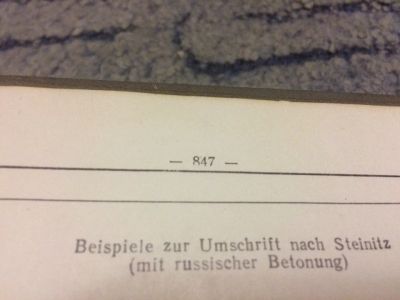 — 847 —
Beispiele zur Umschrift nach Steinitz
(mit russischer Betonung)